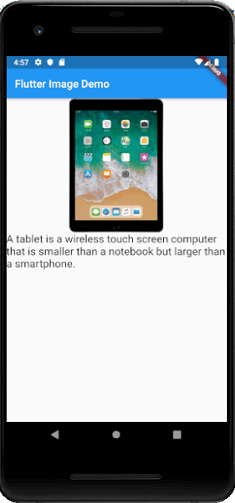 4:57
DEBUG
Flutter Image Demo
A tablet is a wireless touch screen computer
that is smaller than a notebook but larger than
a smartphone.